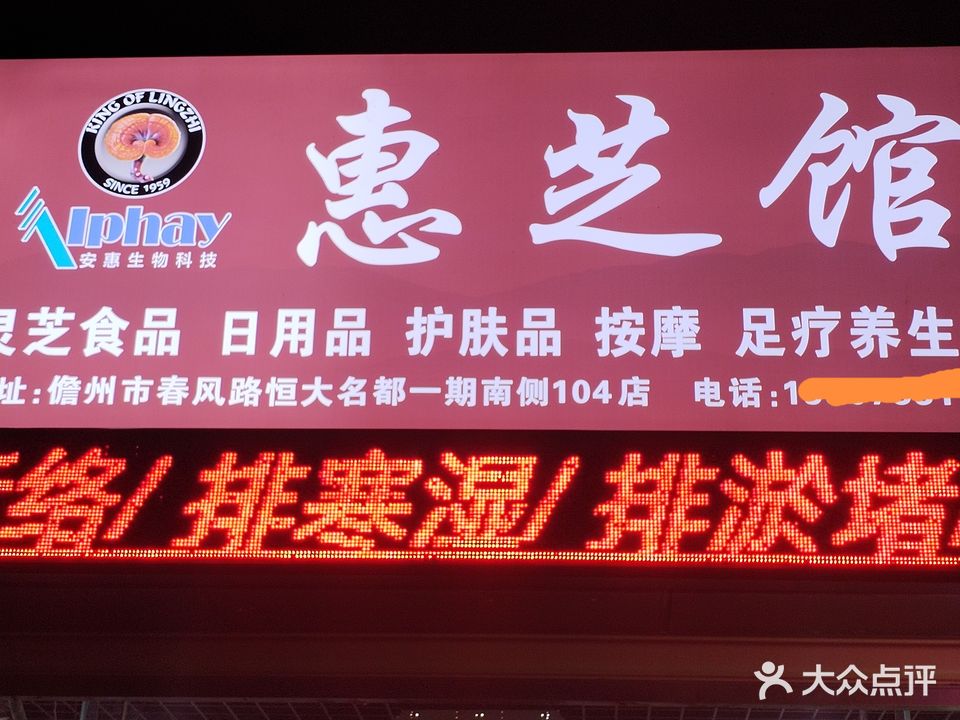 KING OF LINGZHI
SINCE 1959
Alphay
安惠生物科技
惠芝馆
灵芝食品 日用品 护肤品 按摩 足疗养生
址:儋州市春风路恒大名都一期南侧104店 电话:1
络/排寒湿/排淤堵
大众点评